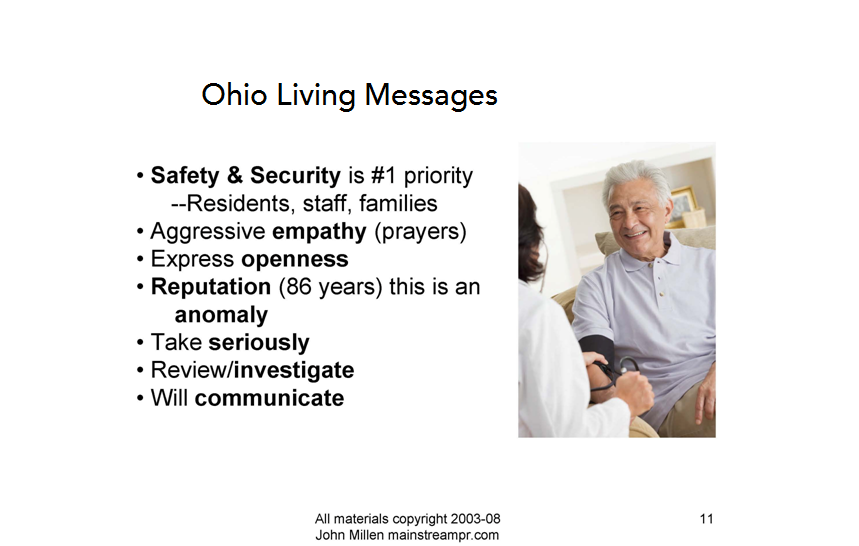 Ohio Living Messages
• Safety & Security is #1 priority
--Residents, staff, families
• Aggressive empathy (prayers)
• Express openness
• Reputation (86 years) this is an
anomaly
• Take seriously
• Review/investigate
• Will communicate
All materials copyright 2003-08
John Millen mainstreampr.com
11